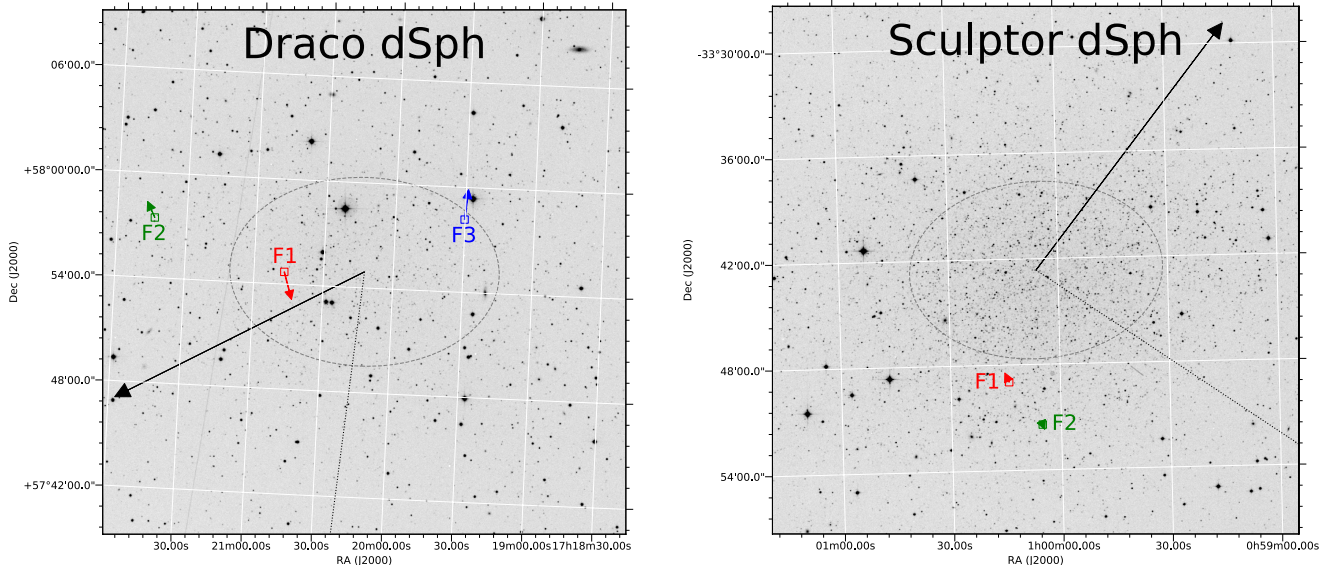 Draco dSph
06'00.0"
+58°00'00.0"
54'00.0"
48'00.0"
+57°42'00.0"
Dec (J2000)
F2
F1
F3
30.00s
21m00.00s
30.00s
20m00.00s
30.00s
19m00.00s
17h18m30.00s
RA (J2000)
Sculptor dSph
-33°30'00.0"
36'00.0"
42'00.0"
48'00.0"
54'00.0"
Dec (J2000)
F1
F2
01m00.00s
30.00s
1h00m00.00s
30.00s
0h59m00.00s
RA (J2000)